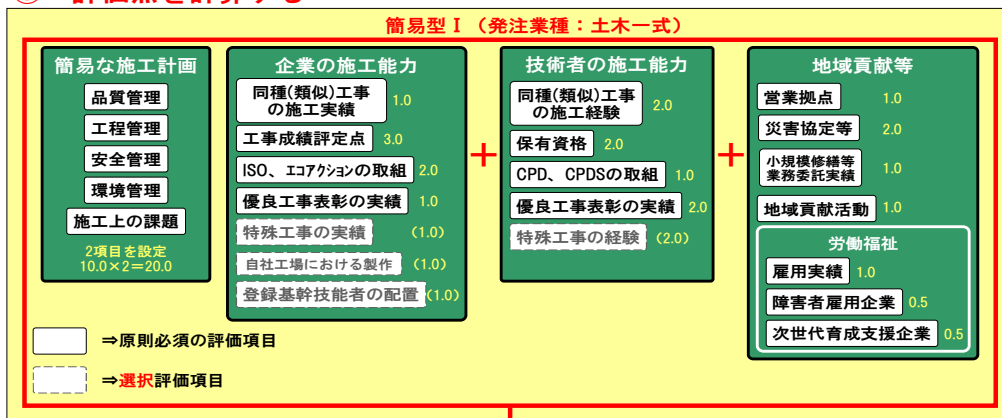 簡易型Ⅰ（発注業種：土木一式）
簡易な施工計画
品質管理
工程管理
安全管理
環境管理
施工上の課題
2項目を設定
10.0×2＝20.0
企業の施工能力
同種(類似)工事
の施工実績
1.0
工事成績評定点 3.0
ISO、エコアクションの取組 2.0
優良工事表彰の実績 1.0
特殊工事の実績 (1.0)
自社工場における製作 (1.0)
登録基幹技能者の配置 (1.0)
＋
技術者の施工能力
同種(類似)工事
の施工経験
2.0
保有資格 2.0
CPD、CPDSの取組 1.0
優良工事表彰の実績 2.0
特殊工事の経験 (2.0)
＋
地域貢献等
営業拠点 1.0
災害協定等 2.0
小規模修繕等
業務委託実績
1.0
地域貢献活動 1.0
労働福祉
雇用実績 1.0
障害者雇用企業 0.5
次世代育成支援企業 0.5
⇒原則必須の評価項目
⇒選択評価項目